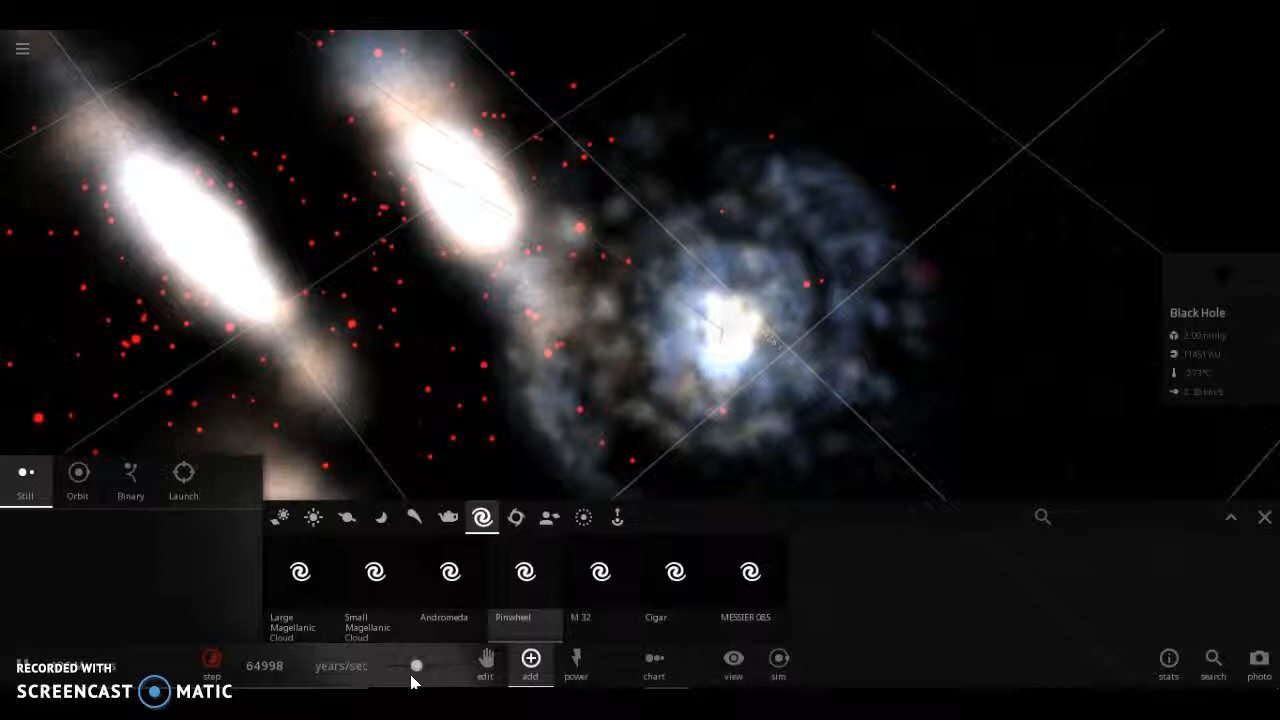 Black Hole
Still
Orbit
Binary
Launch
Large
Magellanic
Cloud
Small
Magellanic
Cloud
Andromeda
Pinwheel
M 32
Cigar
MESSIER 085
step
64998
years/sec
edit
add
power
chart
view
sim
stats
search
photo
RECORDED WITH
SCREENCAST MATIC